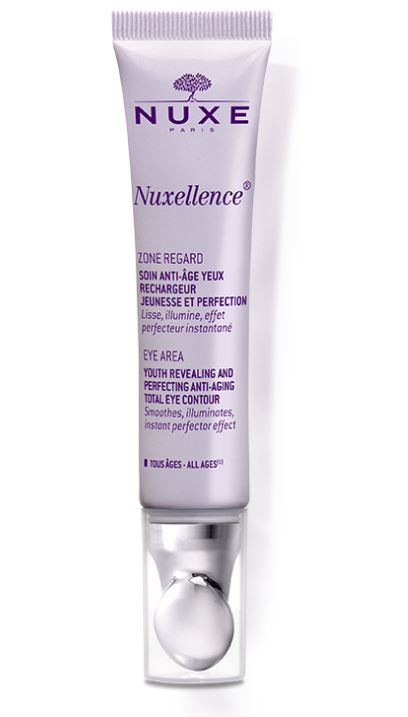 NUXE
PARIS
Nuxellence®
ZONE REGARD
SOIN ANTI-ÂGE YEUX
RECHARGEUR
JEUNESSE ET PERFECTION
Lisse, illumine, effet
perfecteur instantané
EYE AREA
YOUTH REVEALING AND
PERFECTING ANTI-AGING
TOTAL EYE CONTOUR
Smoothes, illuminates,
instant perfector effect
TOUS ÂGES - ALL AGES(1)